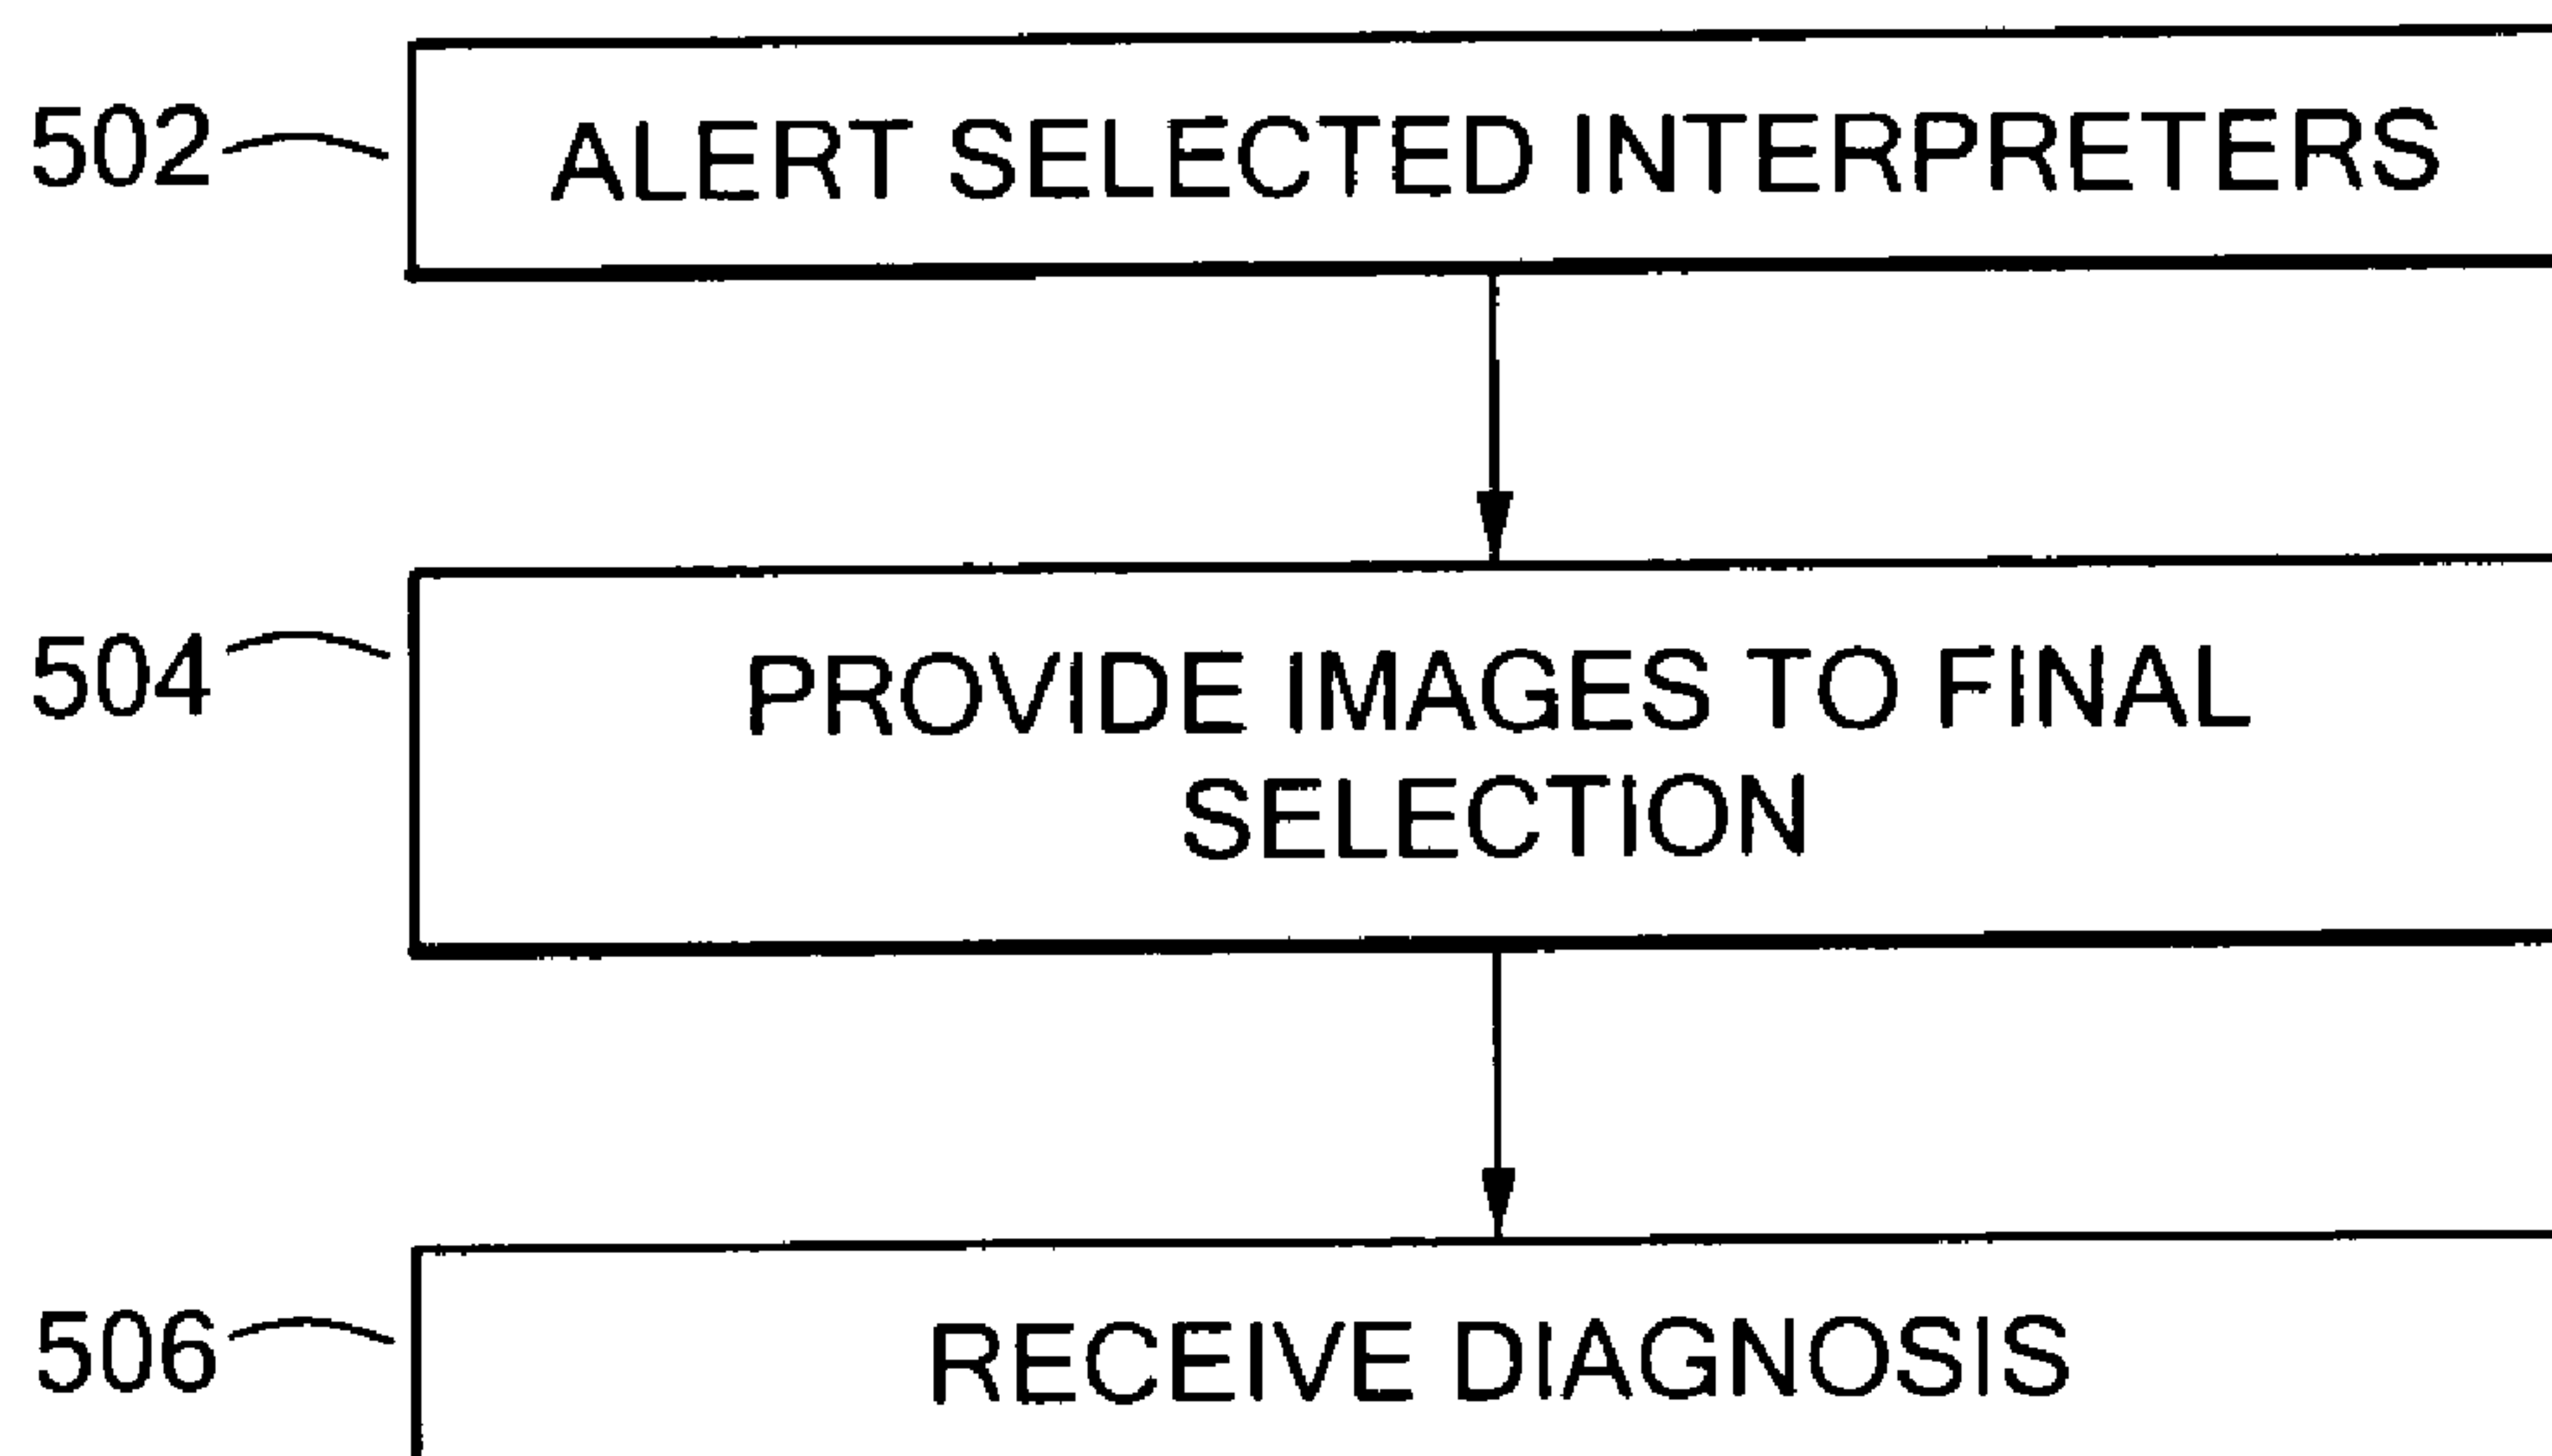 502 ALERT SELECTED INTERPRETERS
504 PROVIDE IMAGES TO FINAL
SELECTION
506 RECEIVE DIAGNOSIS